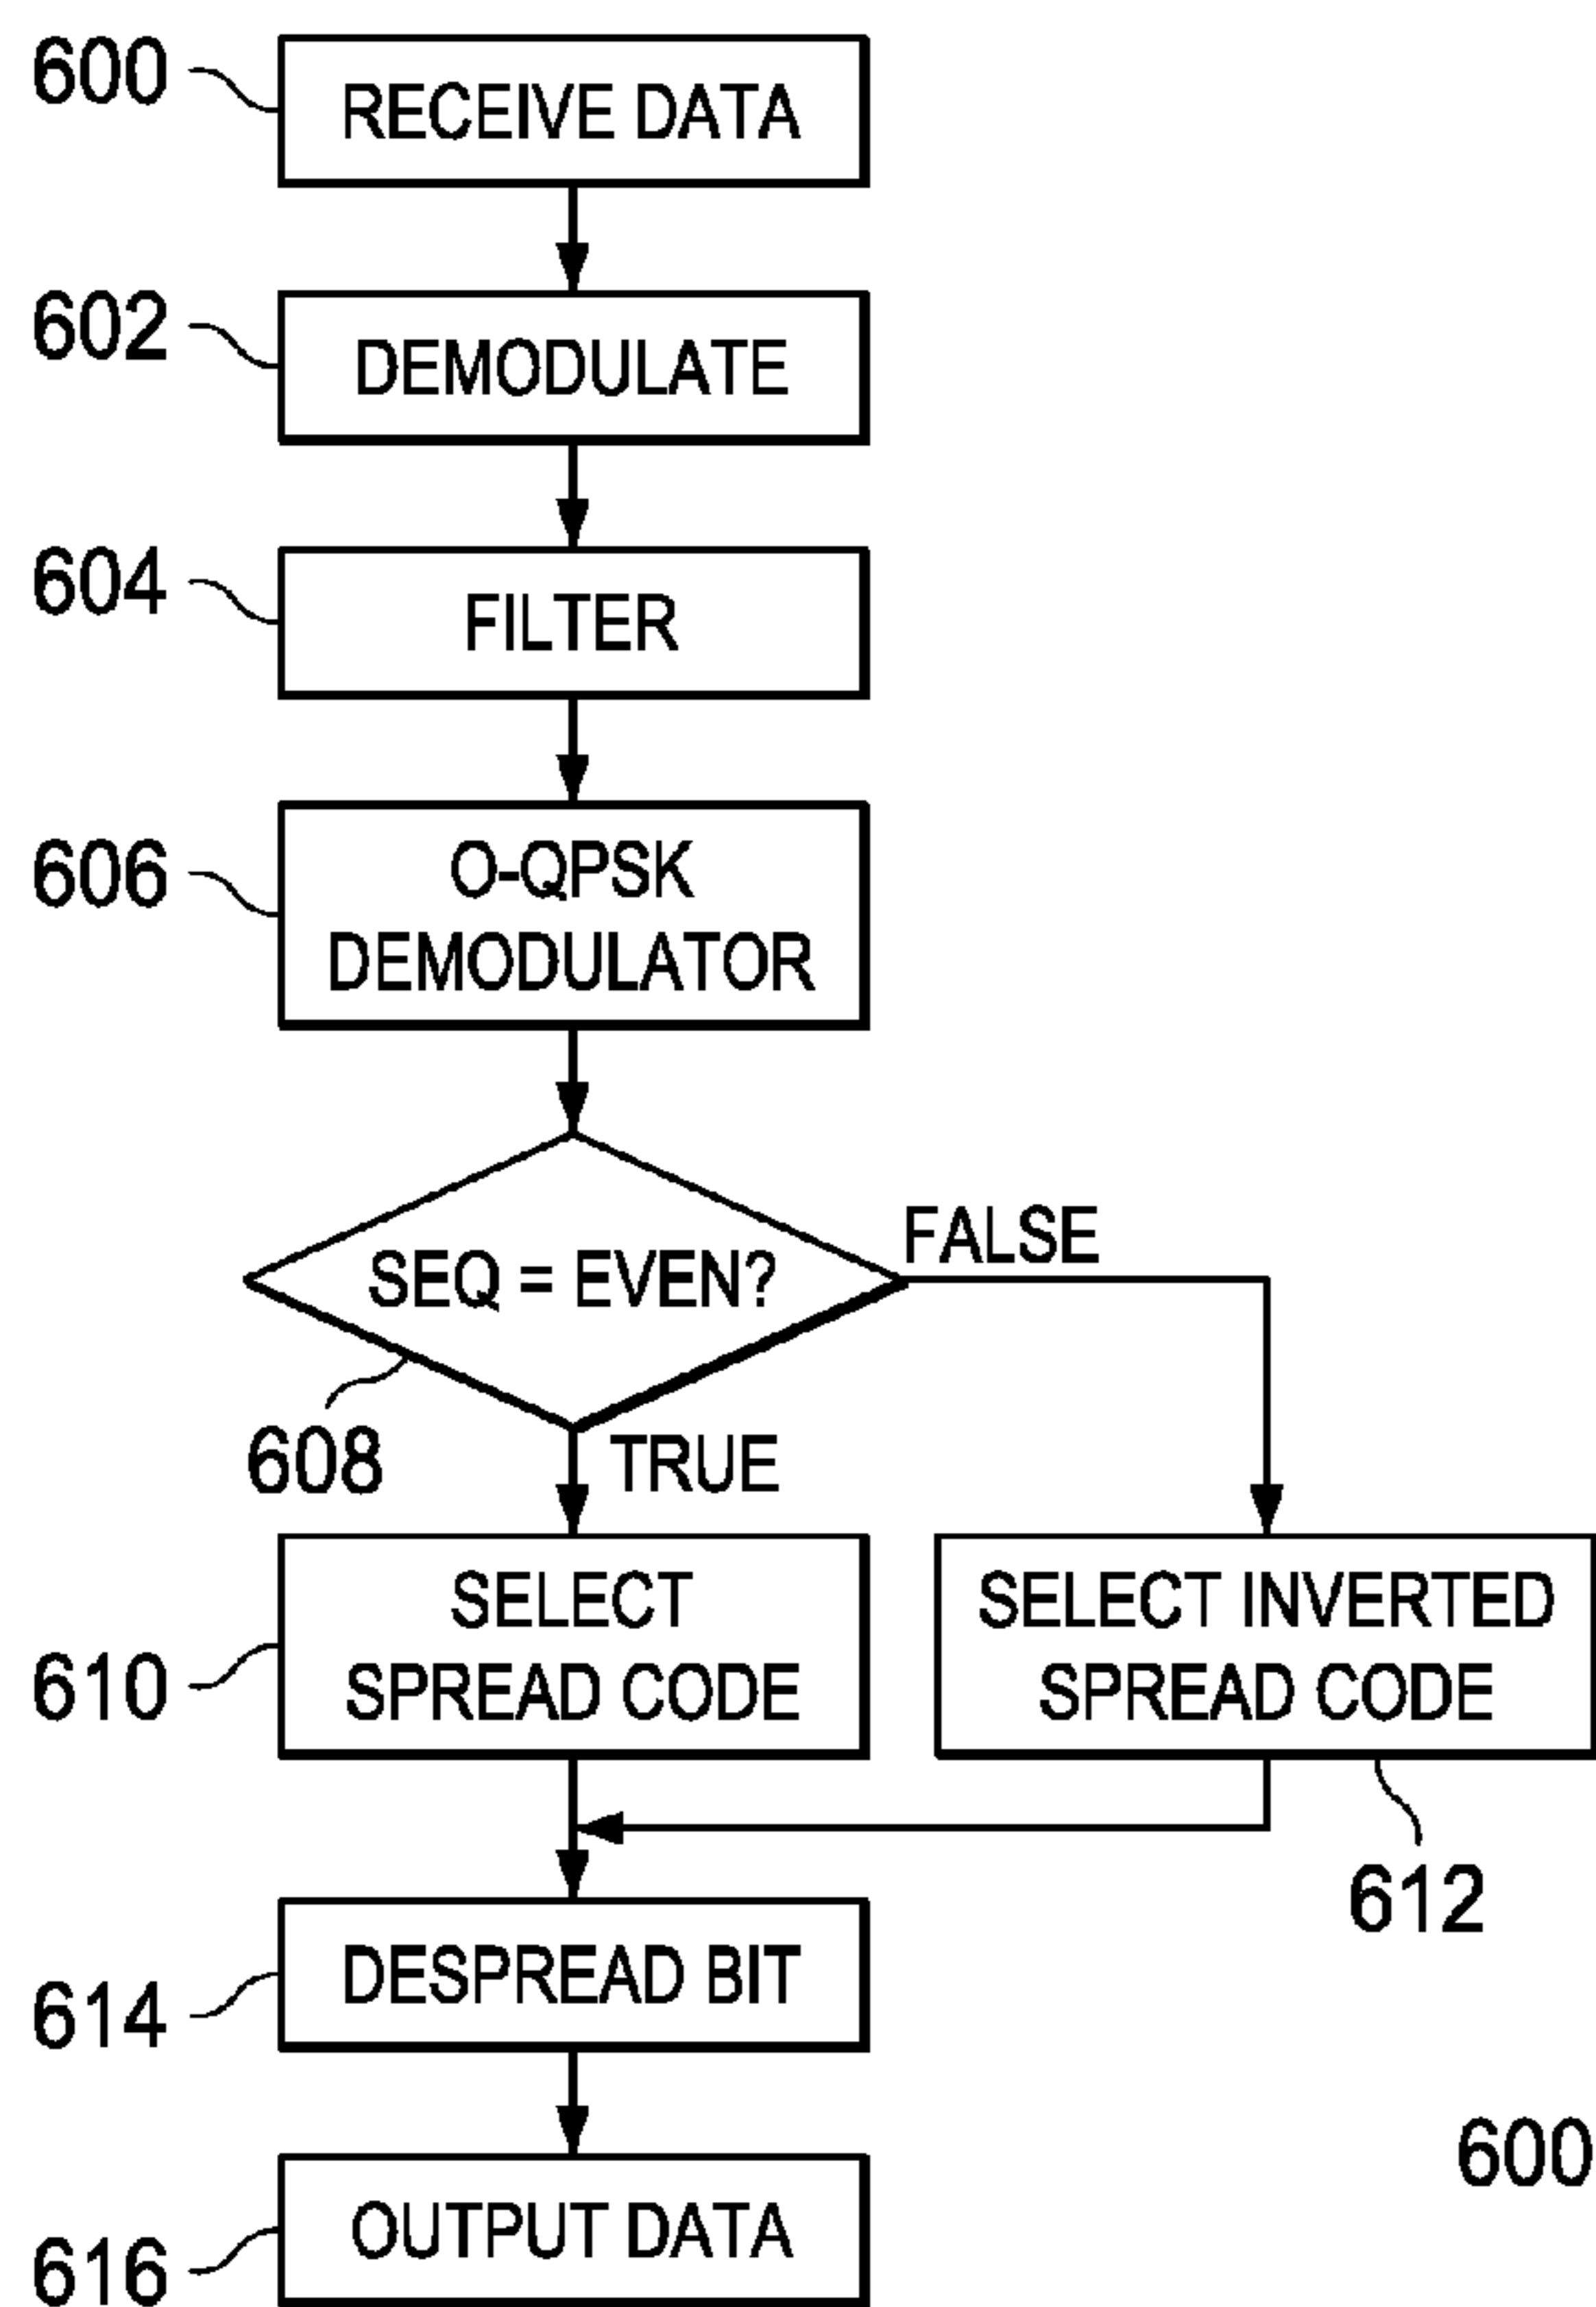 600
RECEIVE DATA
602
DEMODULATE
604
FILTER
606
O-QPSK
DEMODULATOR
SEQ = EVEN?
FALSE
608
TRUE
610
SELECT
SPREAD CODE
SELECT INVERTED
SPREAD CODE
612
614
DESPREAD BIT
600
616
OUTPUT DATA